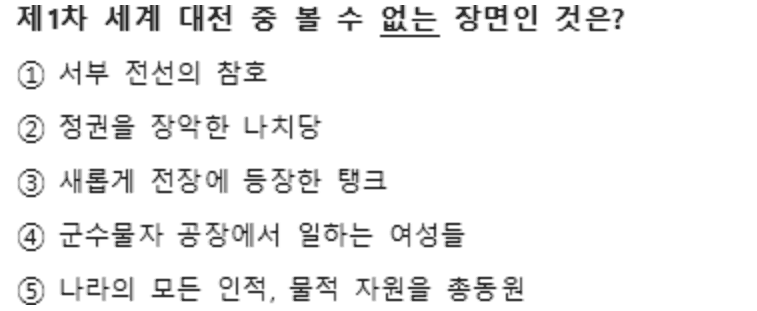 제1차 세계 대전 중 볼 수 없는 장면인 것은?
① 서부 전선의 참호
② 정권을 장악한 나치당
③ 새롭게 전장에 등장한 탱크
④ 군수물자 공장에서 일하는 여성들
⑤ 나라의 모든 인적, 물적 자원을 총동원